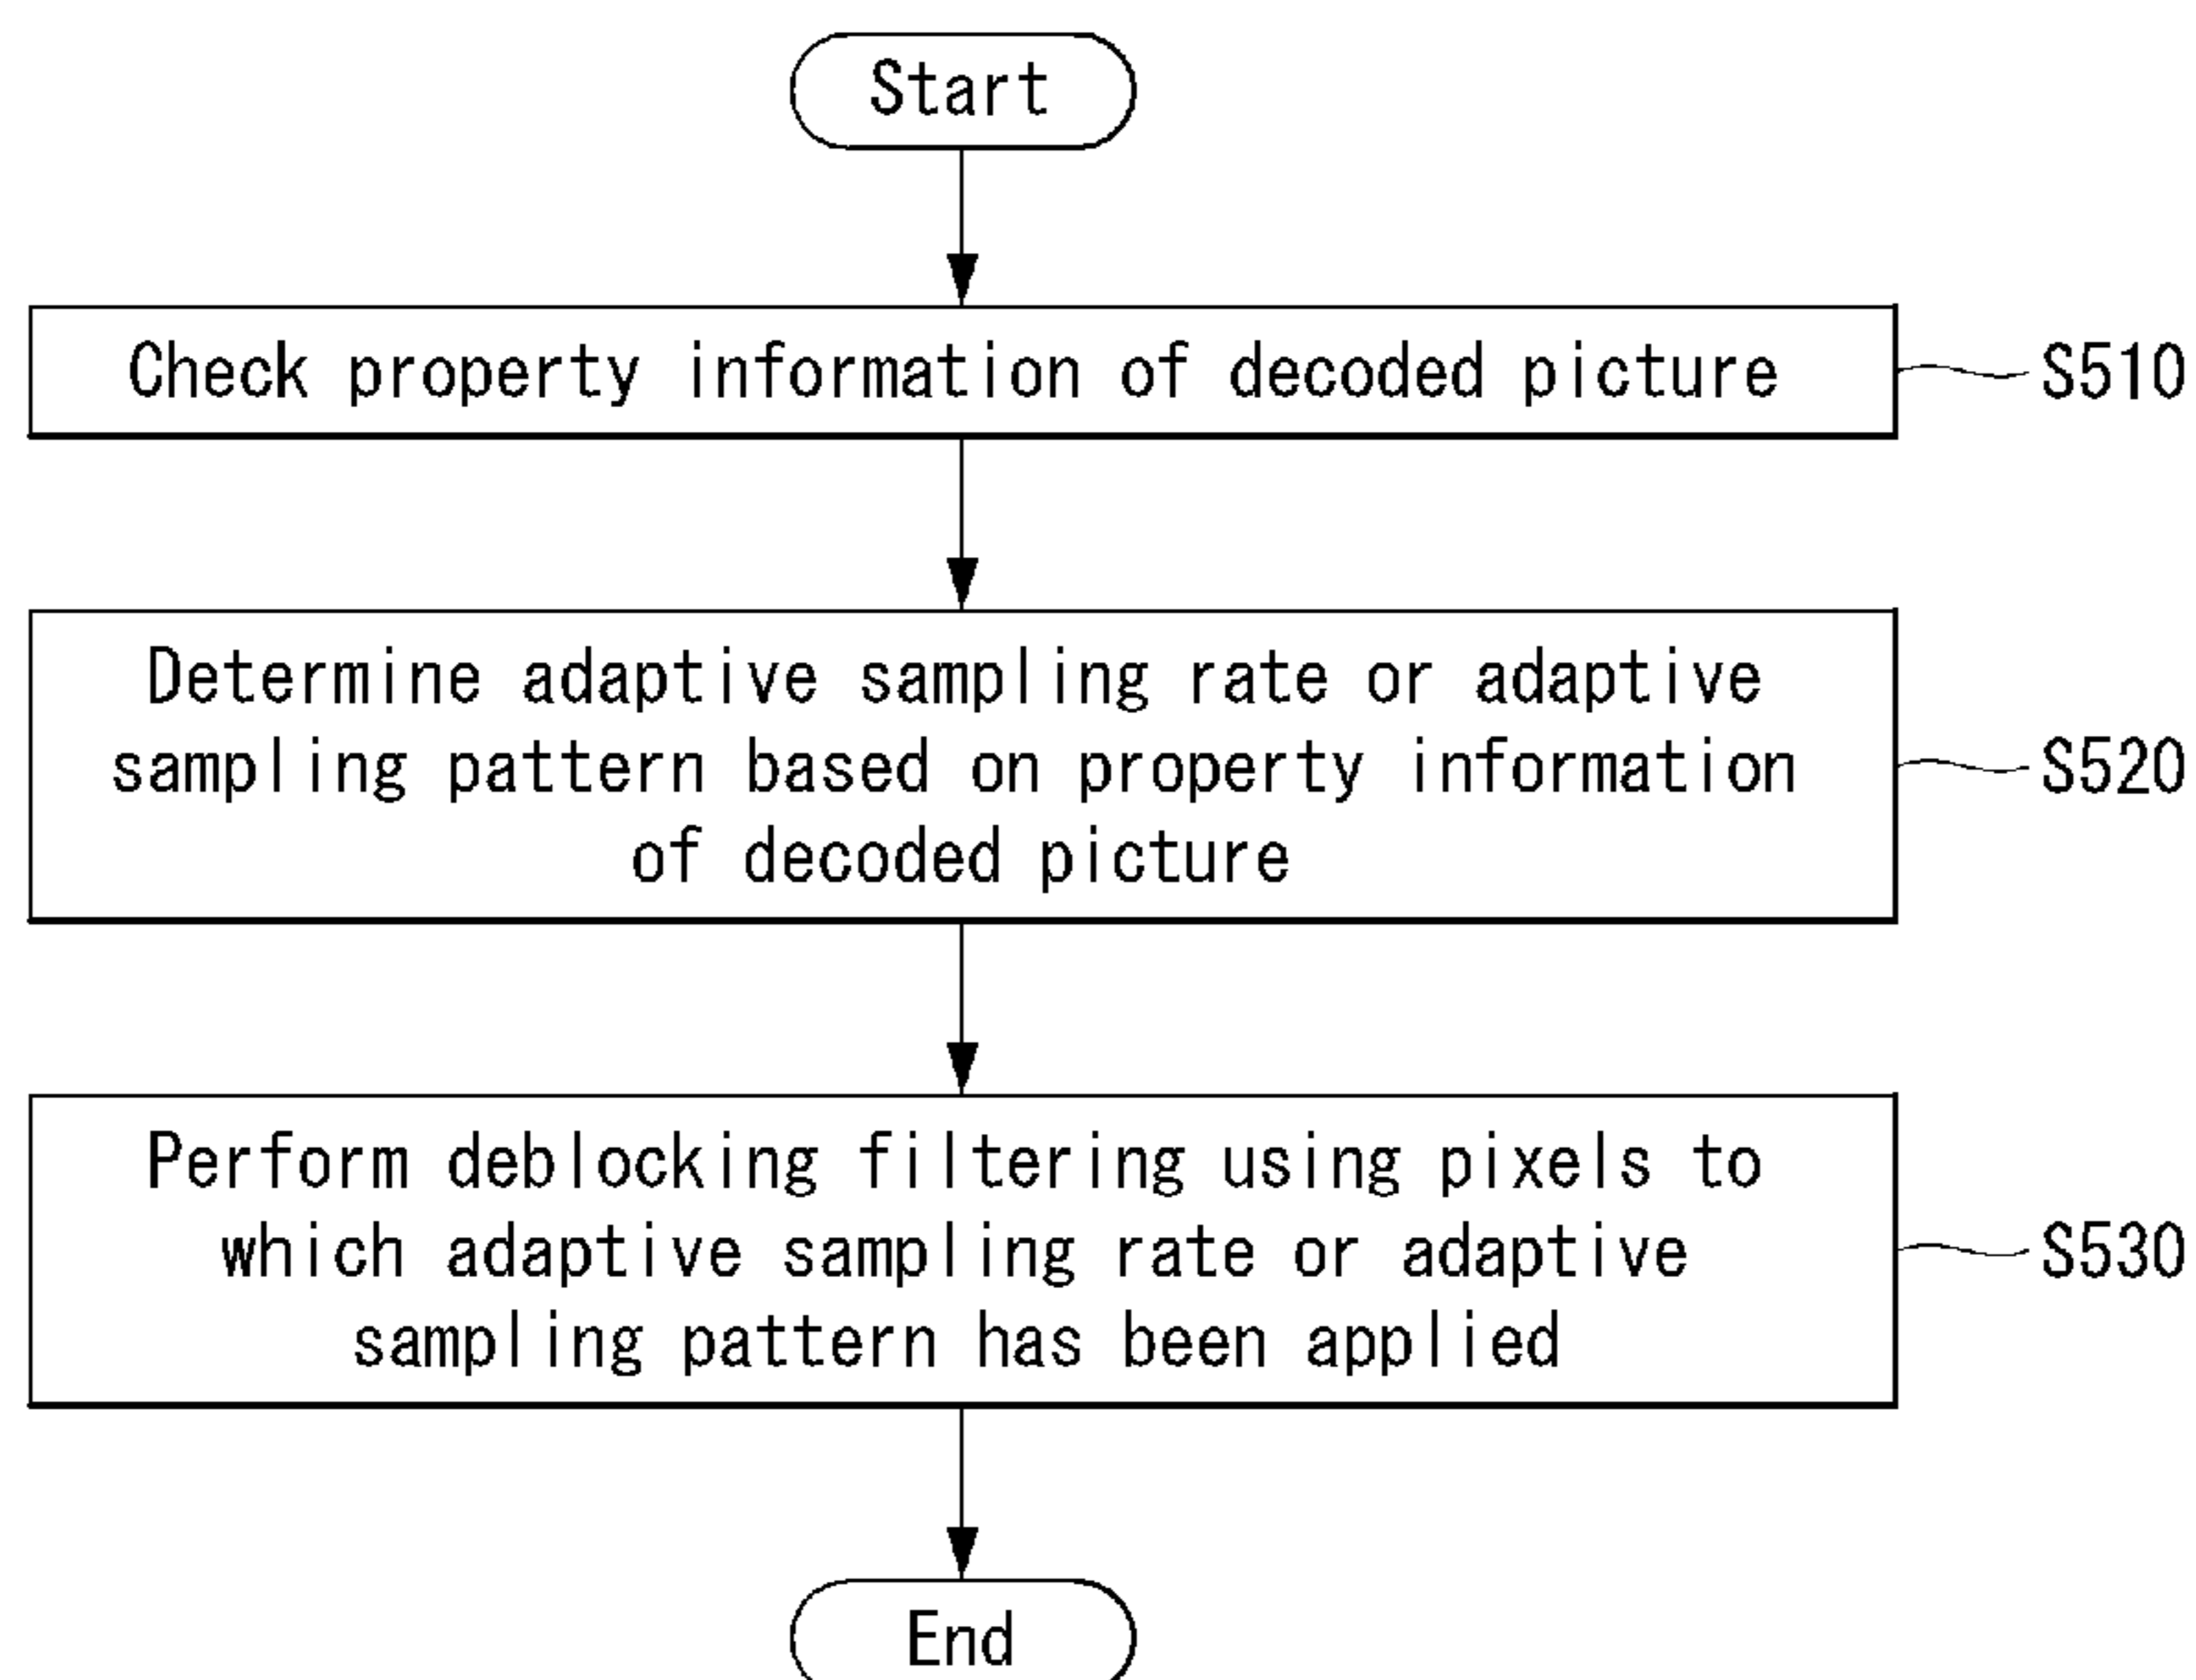 Start
Check property information of decoded picture
S510
Determine adaptive sampling rate or adaptive
sampling pattern based on property information
of decoded picture
S520
Perform deblocking filtering using pixels to
which adaptive sampling rate or adaptive
sampling pattern has been applied
S530
End